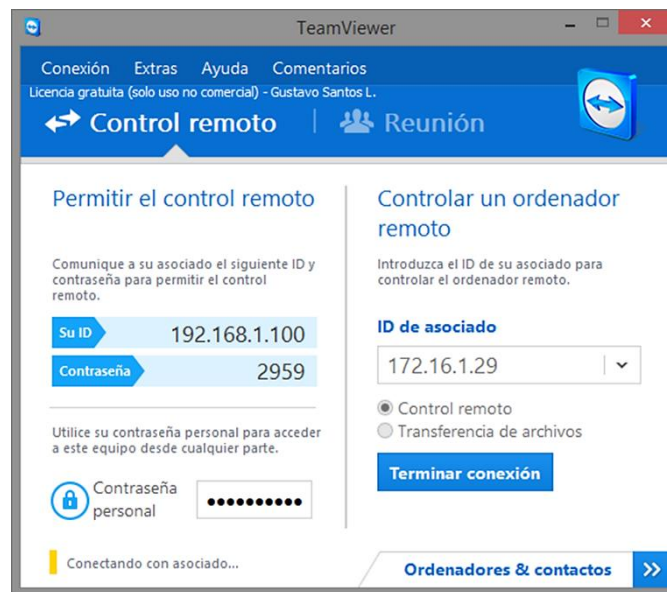 TeamViewer
Conexión Extras Ayuda Comentarios
Licencia gratuita (solo uso no comercial) - Gustavo Santos L.
Control remoto
Reunión
Permitir el control remoto
Comunique a su asociado el siguiente ID y
contraseña para permitir el control
remoto.
Su ID 192.168.1.100
Contraseña 2959
Utilice su contraseña personal para acceder
a este equipo desde cualquier parte.
Contraseña
personal
Conectando con asociado...
Controlar un ordenador
remoto
Introduzca el ID de su asociado para
controlar el ordenador remoto.
ID de asociado
172.16.1.29
Control remoto
Transferencia de archivos
Terminar conexión
Ordenadores & contactos